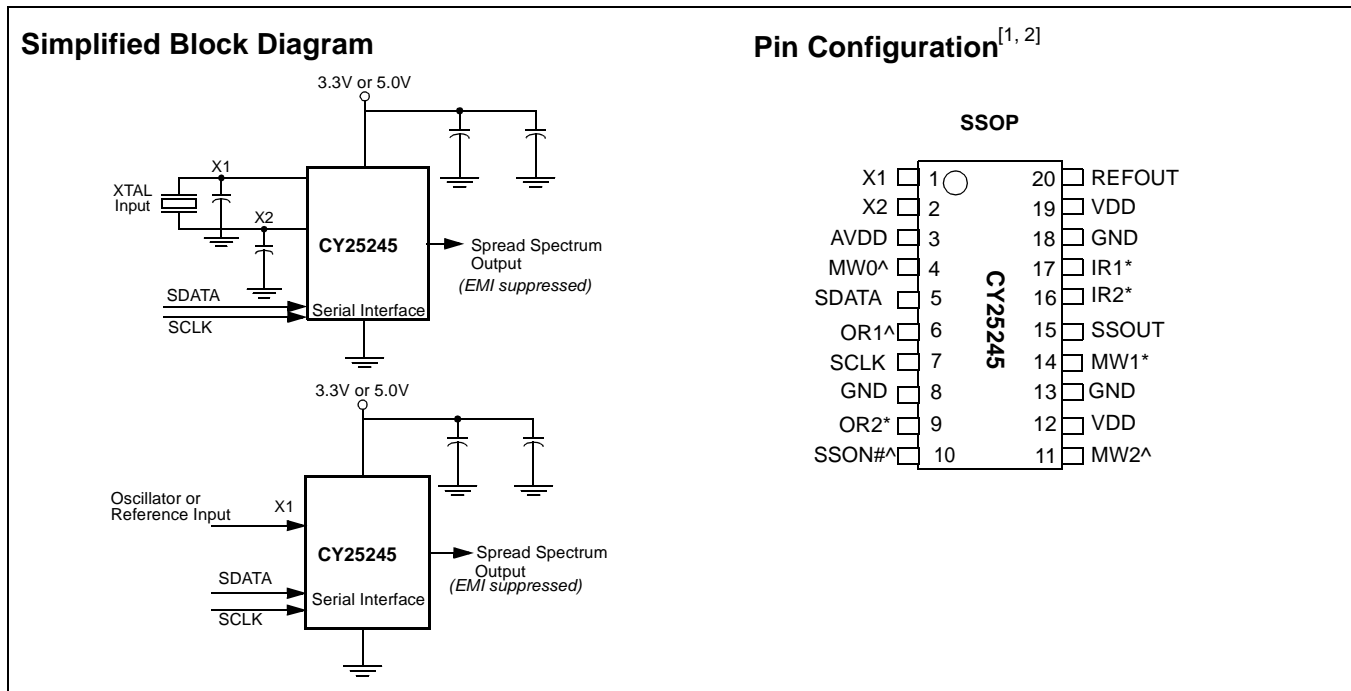 Simplified Block Diagram
3.3V or 5.0V
X1
XTAL
Input
X2
CY25245
Spread Spectrum
Output
(EMI suppressed)
SDATA
Serial Interface
SCLK
3.3V or 5.0V
Oscillator or
Reference Input
X1
CY25245
Spread Spectrum
Output
(EMI suppressed)
SDATA
Serial Interface
SCLK
Pin Configuration[1, 2]
SSOP
X1 1 20 REFOUT
X2 2 19 VDD
AVDD 3 18 GND
MW0^ 4 17 IR1*
SDATA 5 16 IR2*
OR1^ 6 15 SSOUT
SCLK 7 14 MW1*
GND 8 13 GND
OR2* 9 12 VDD
SSON#^ 10 11 MW2^
CY25245